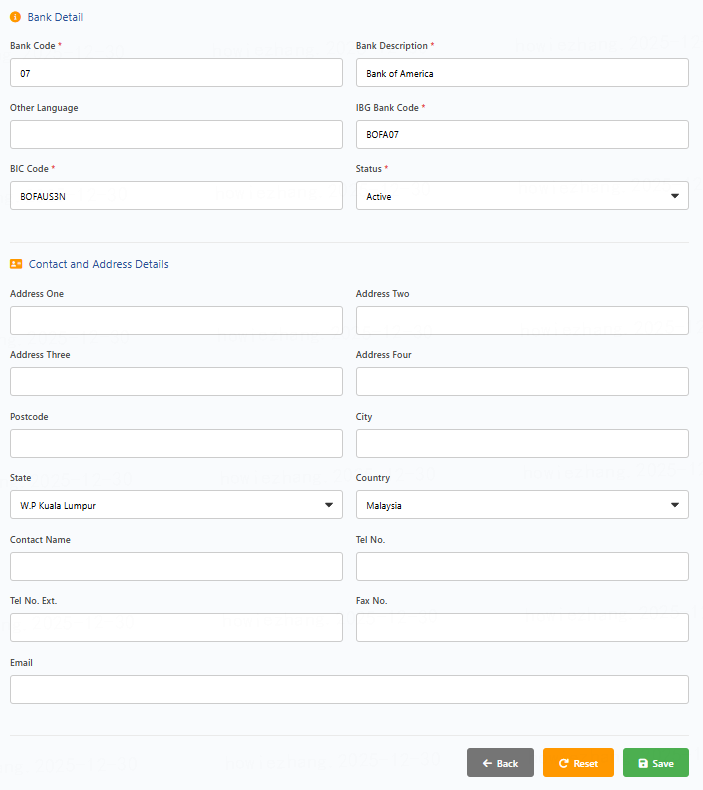 Bank Detail
Bank Code * Bank Description *
07 Bank of America
Other Language IBG Bank Code *
BOFA07
BIC Code * Status *
BOFAUS3N Active
Contact and Address Details
Address One Address Two
Address Three Address Four
Postcode City
State Country
W.P Kuala Lumpur Malaysia
Contact Name Tel No.
Tel No. Ext. Fax No.
Email
Back Reset Save